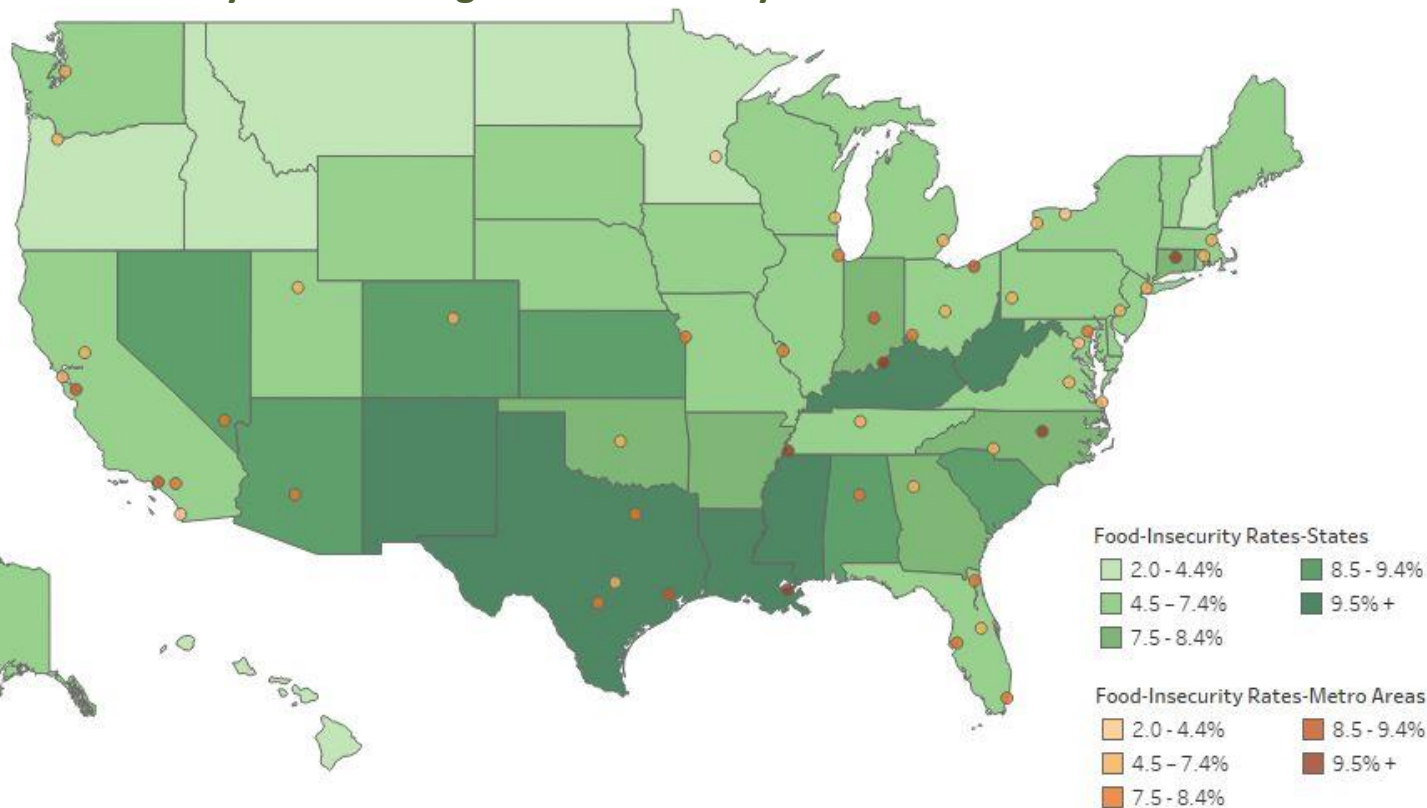 Food-Insecurity Rates-States
2.0 - 4.4%
4.5 – 7.4%
7.5 - 8.4%
8.5 - 9.4%
9.5% +
Food-Insecurity Rates-Metro Areas
2.0 - 4.4%
4.5 – 7.4%
7.5 - 8.4%
8.5 - 9.4%
9.5% +